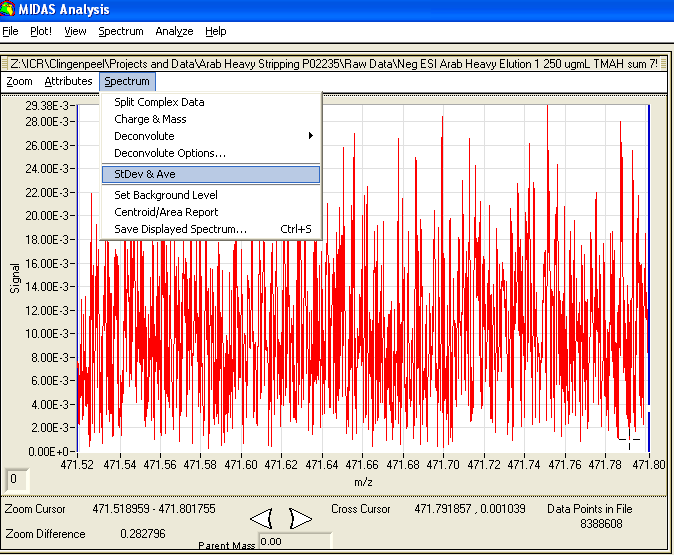 MIDAS Analysis
File Plot! View Spectrum Analyze Help
Z:\ICR\Clingenpeel\Projects and Data\Arab Heavy Stripping P02235\Raw Data\Neg ESI Arab Heavy Elution 1 250 ugmL TMAH sum 75
Zoom Attributes Spectrum
Split Complex Data
Charge & Mass
Deconvolute
Deconvolute Options...
StDev & Ave
Set Background Level
Centroid/Area Report
Save Displayed Spectrum... Ctrl+S
29.38E-3
28.00E-3
26.00E-3
24.00E-3
22.00E-3
20.00E-3
18.00E-3
16.00E-3
14.00E-3
12.00E-3
10.00E-3
8.00E-3
6.00E-3
4.00E-3
2.00E-3
0.00E+0
Signal
471.52 471.54 471.56 471.58 471.60 471.62 471.64 471.66 471.68 471.70 471.72 471.74 471.76 471.78 471.80
m/z
0
Zoom Cursor 471.518959 - 471.801755 Cross Cursor 471.791857 , 0.001039 Data Points in File
8388608
Zoom Difference 0.282796
Parent Mass 0.00